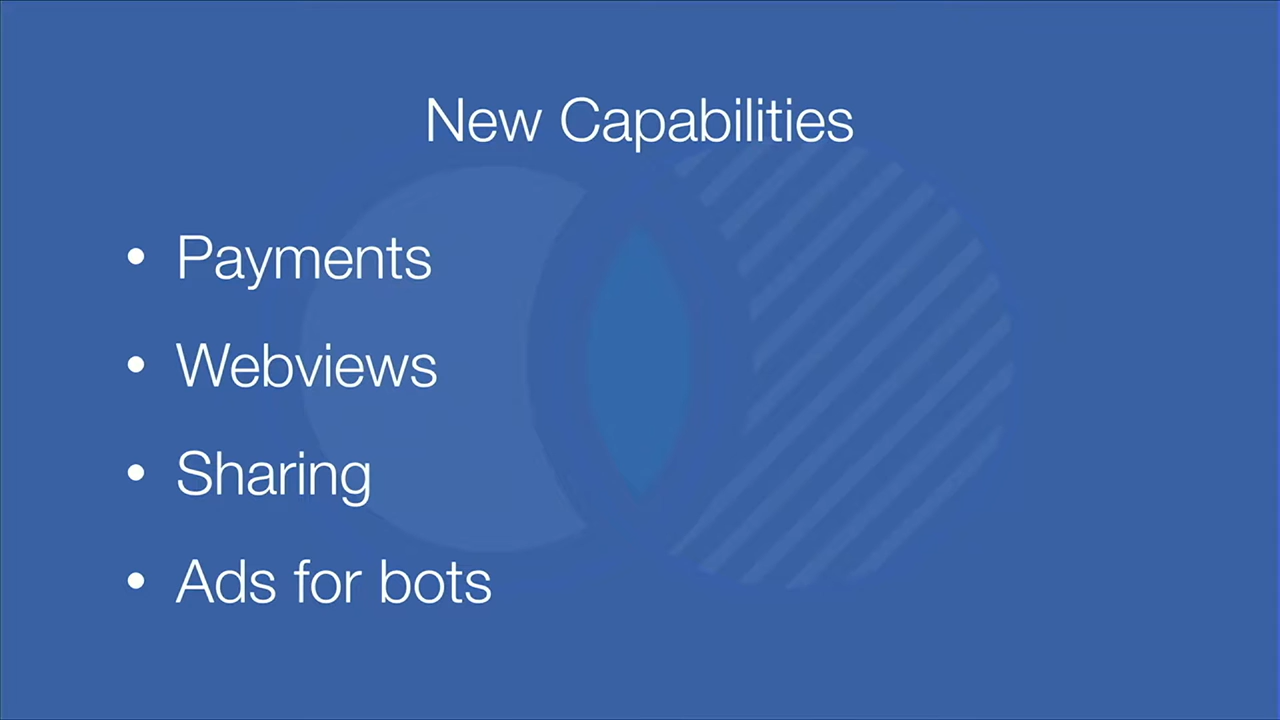 New Capabilities
• Payments
• Webviews
• Sharing
• Ads for bots